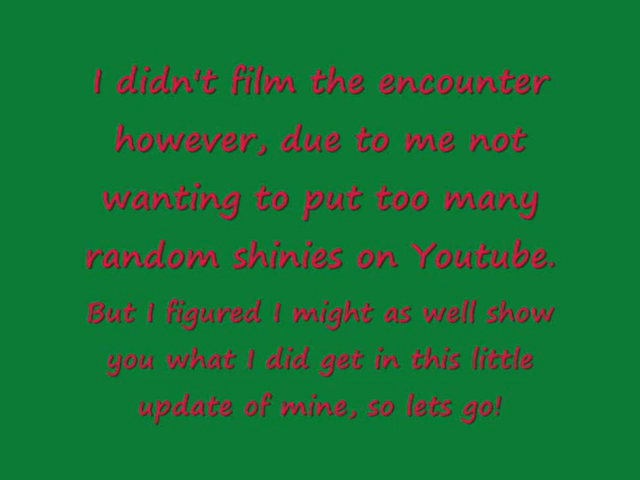 I didn't film the encounter
however, due to me not
wanting to put too many
random shinies on Youtube.
But I figured I might as well show
you what I did get in this little
update of mine, so lets go!